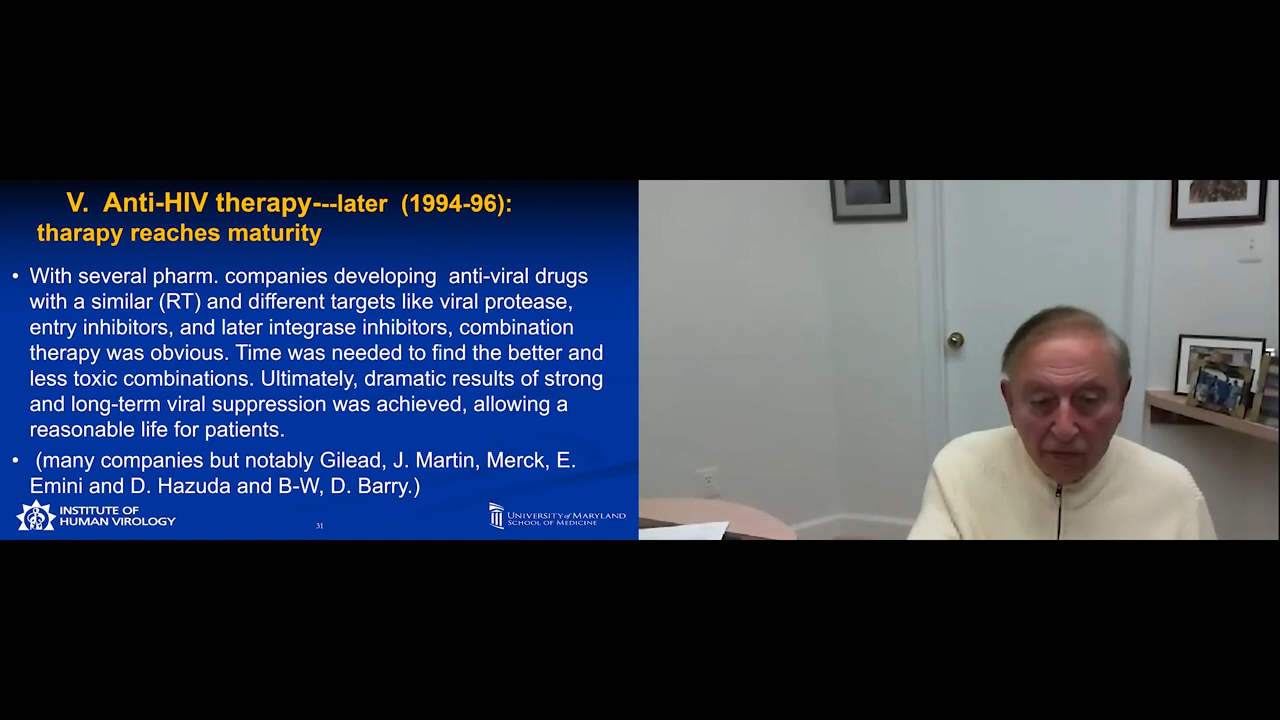 V. Anti-HIV therapy---later (1994-96):
tharapy reaches maturity
• With several pharm. companies developing anti-viral drugs
with a similar (RT) and different targets like viral protease,
entry inhibitors, and later integrase inhibitors, combination
therapy was obvious. Time was needed to find the better and
less toxic combinations. Ultimately, dramatic results of strong
and long-term viral suppression was achieved, allowing a
reasonable life for patients.
• (many companies but notably Gilead, J. Martin, Merck, E.
Emini and D. Hazuda and B-W, D. Barry.)
INSTITUTE OF
HUMAN VIROLOGY
31
UNIVERSITY of MARYLAND
SCHOOL OF MEDICINE